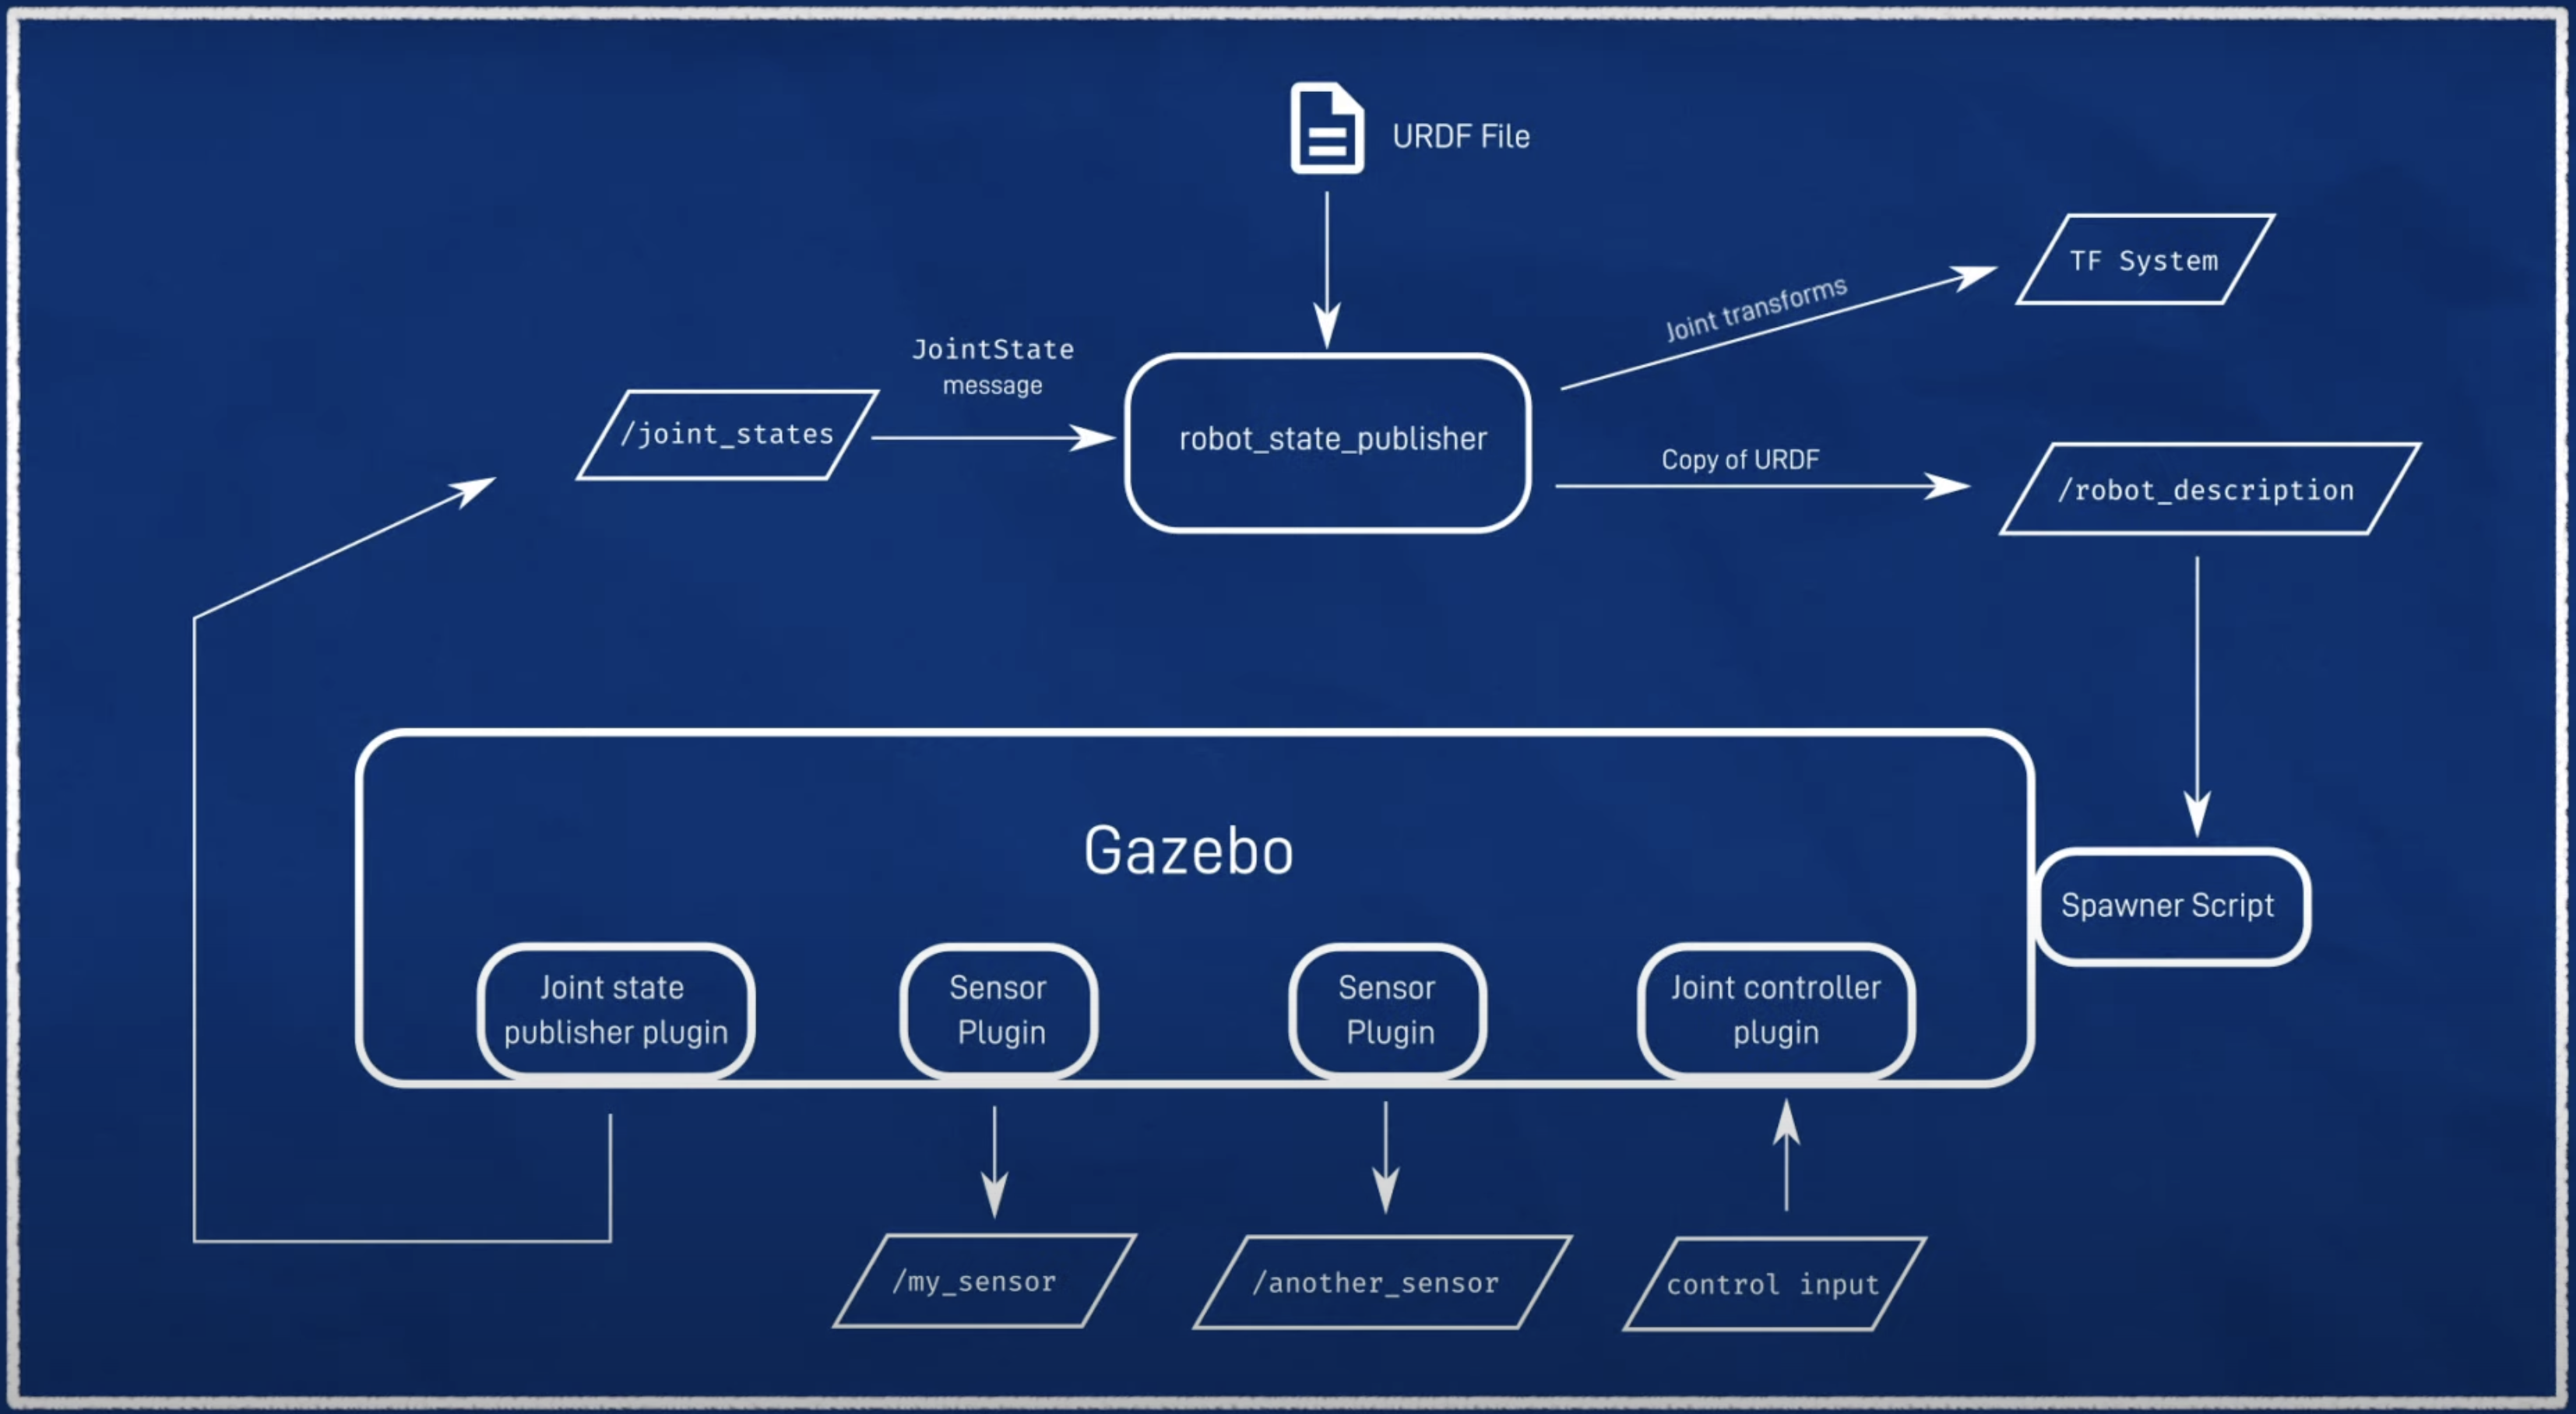 URDF File
TF System
Joint transforms
JointState
message
/joint_states
robot_state_publisher
Copy of URDF
/robot_description
Gazebo
Spawner Script
Joint state
publisher plugin
Sensor
Plugin
Sensor
Plugin
Joint controller
plugin
/my_sensor
/another_sensor
control input